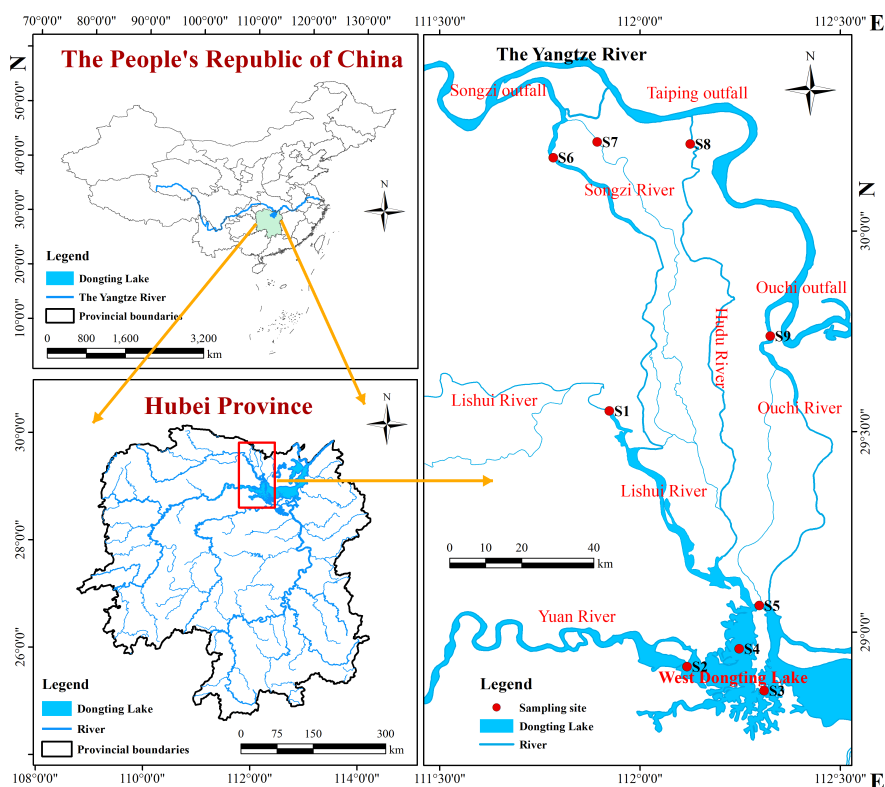 70°0'0" 80°0'0" 90°0'0" 100°0'0" 110°0'0" 120°0'0" 130°0'0"
111°30'E 112°0'0" 112°30'E
E
N
The People's Republic of China
50°0'0"
40°0'0"
30°0'0"
20°0'0"
10°0'0"
N
Legend
Dongting Lake
The Yangtze River
Provincial boundaries
0 800 1,600 3,200
km
Hubei Province
N
30°0'0"
28°0'0"
26°0'0"
Legend
Dongting Lake
River
Provincial boundaries
0 75 150 300
km
108°0'0" 110°0'0" 112°0'0" 114°0'0"
The Yangtze River
N
Songzi outfall
Taiping outfall
S7
S8
S6
Songzi River
N
30°0'0"
Ouchi outfall
Hudu River
S9
Lishui River
S1
Ouchi River
29°30'0"
Lishui River
0 10 20 40
km
S5
Yuan River
29°0'0"
S4
S2
West Dongting Lake
S3
Legend
Sampling site
Dongting Lake
River
111°30'0" 112°0'0" 112°30'0"
E